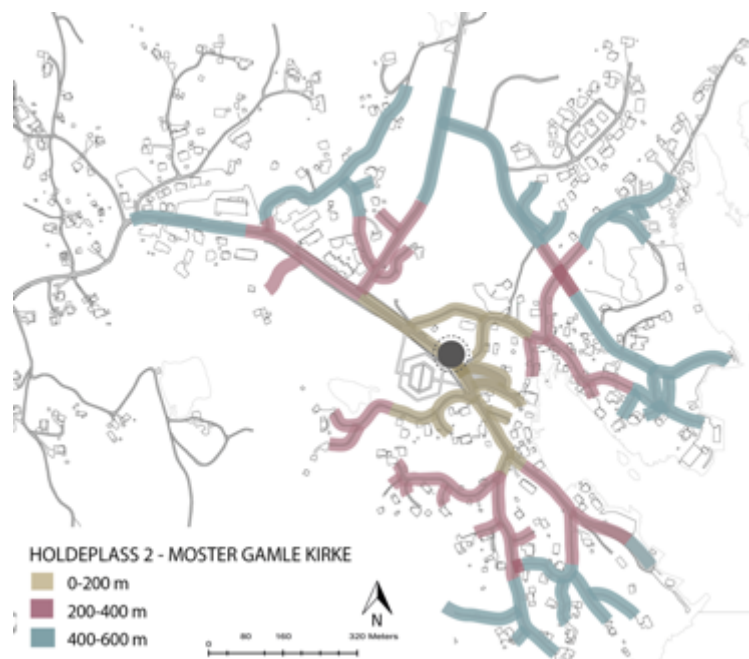 HOLDEPLASS 2 - MOSTER GAMLE KIRKE
0-200 m
200-400 m
400-600 m
N
0 80 160 320 Meters